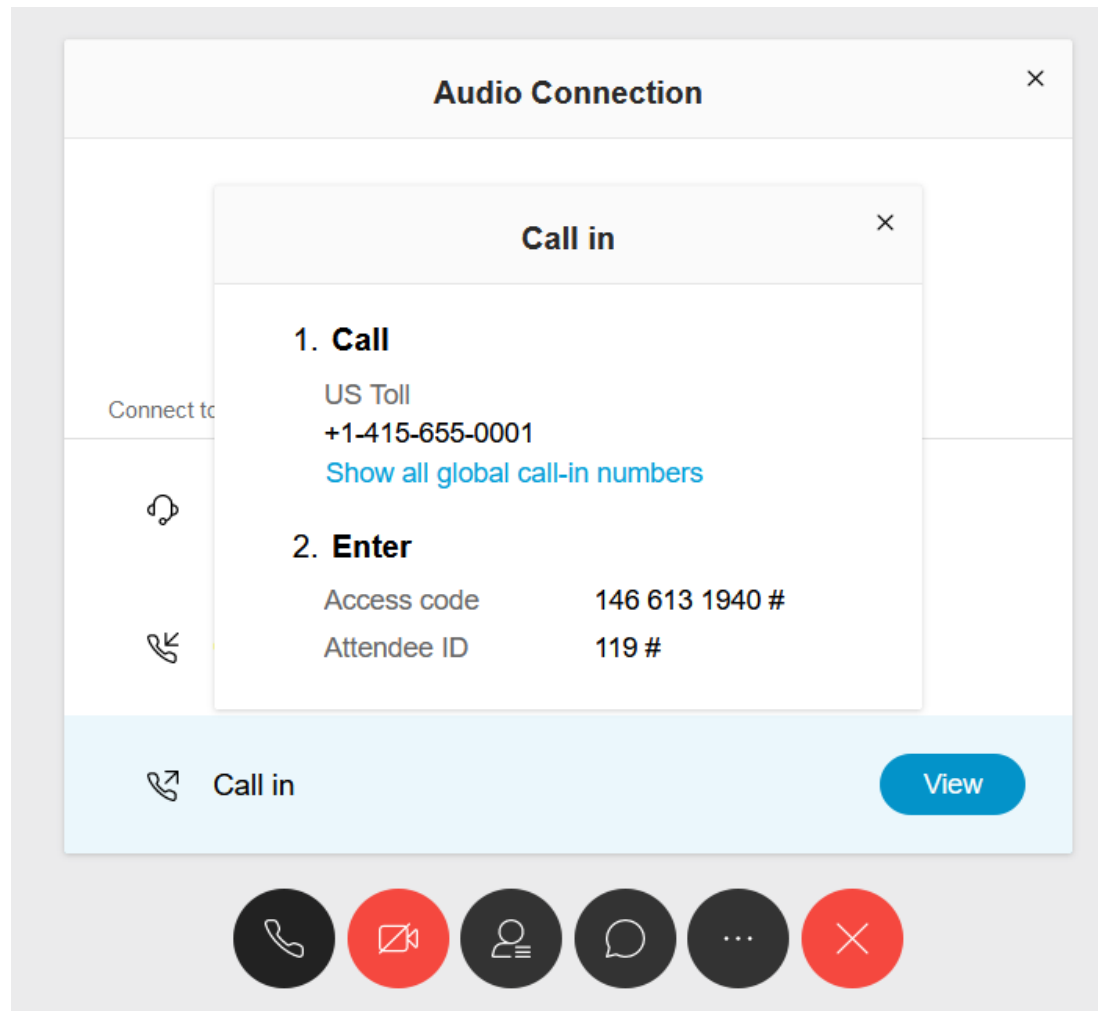 Audio Connection
Call in
1. Call
US Toll
+1-415-655-0001
Show all global call-in numbers
Connect to
2. Enter
Access code 146 613 1940 #
Attendee ID 119 #
Call in View